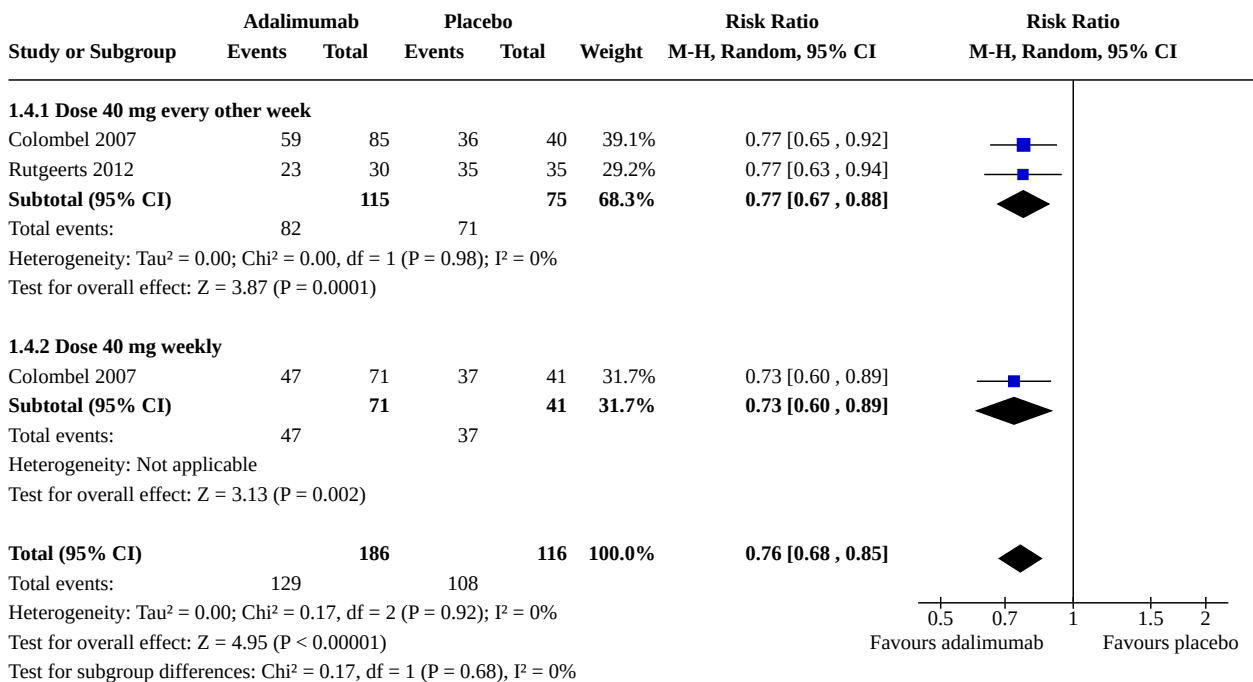 Adalimumab Placebo Risk Ratio Risk Ratio
Study or Subgroup Events Total Events Total Weight M-H, Random, 95% CI M-H, Random, 95% CI
1.4.1 Dose 40 mg every other week
Colombel 2007 59 85 36 40 39.1% 0.77 [0.65 , 0.92]
Rutgeerts 2012 23 30 35 35 29.2% 0.77 [0.63 , 0.94]
Subtotal (95% CI) 115 75 68.3% 0.77 [0.67 , 0.88]
Total events: 82 71
Heterogeneity: Tau² = 0.00; Chi² = 0.00, df = 1 (P = 0.98); I² = 0%
Test for overall effect: Z = 3.87 (P = 0.0001)
1.4.2 Dose 40 mg weekly
Colombel 2007 47 71 37 41 31.7% 0.73 [0.60 , 0.89]
Subtotal (95% CI) 71 41 31.7% 0.73 [0.60 , 0.89]
Total events: 47 37
Heterogeneity: Not applicable
Test for overall effect: Z = 3.13 (P = 0.002)
Total (95% CI) 186 116 100.0% 0.76 [0.68 , 0.85]
Total events: 129 108
Heterogeneity: Tau² = 0.00; Chi² = 0.17, df = 2 (P = 0.92); I² = 0%
0.5 0.7 1 1.5 2
Test for overall effect: Z = 4.95 (P < 0.00001)
Favours adalimumab Favours placebo
Test for subgroup differences: Chi² = 0.17, df = 1 (P = 0.68), I² = 0%